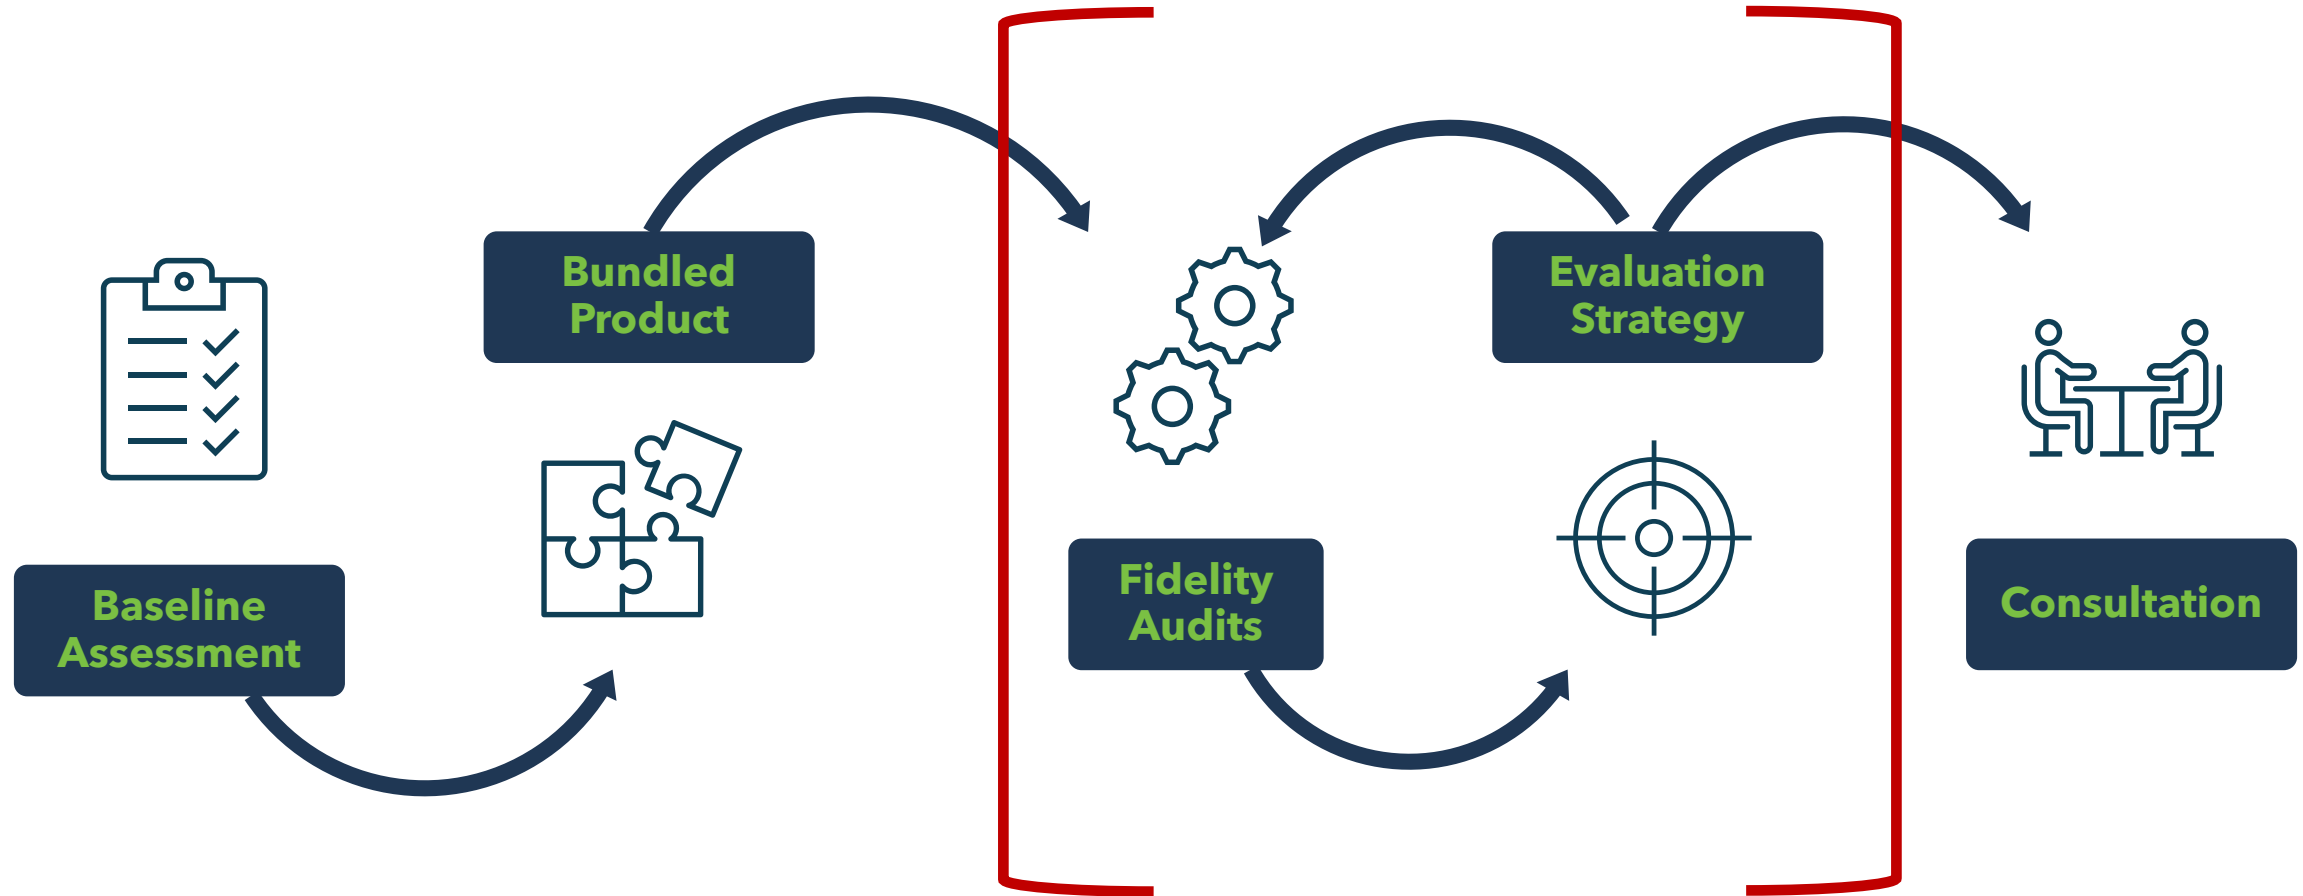 Baseline
Assessment
Bundled
Product
Fidelity
Audits
Evaluation
Strategy
Consultation